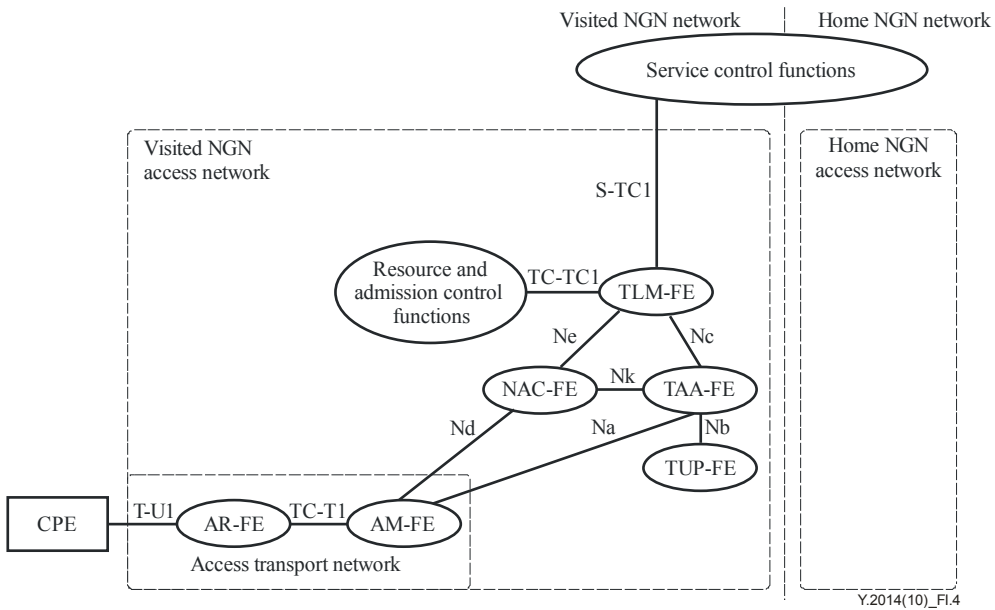 Visited NGN network
Home NGN network
Service control functions
Visited NGN
access network
Home NGN
access network
S-TC1
Resource and
admission control
functions
TC-TC1
TLM-FE
Ne
Nc
NAC-FE
Nk
TAA-FE
Nd
Na
Nb
TUP-FE
CPE
T-U1
AR-FE
TC-T1
AM-FE
Access transport network
Y.2014(10)_FI.4